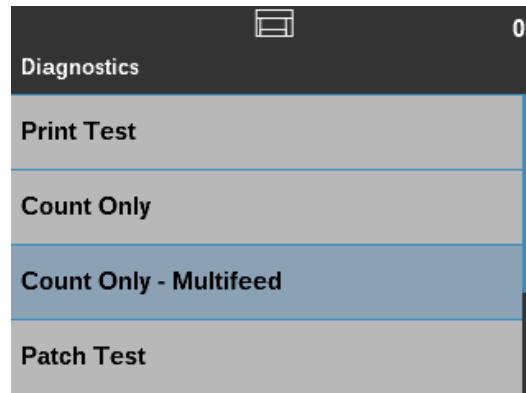 0
Diagnostics
Print Test
Count Only
Count Only - Multifeed
Patch Test